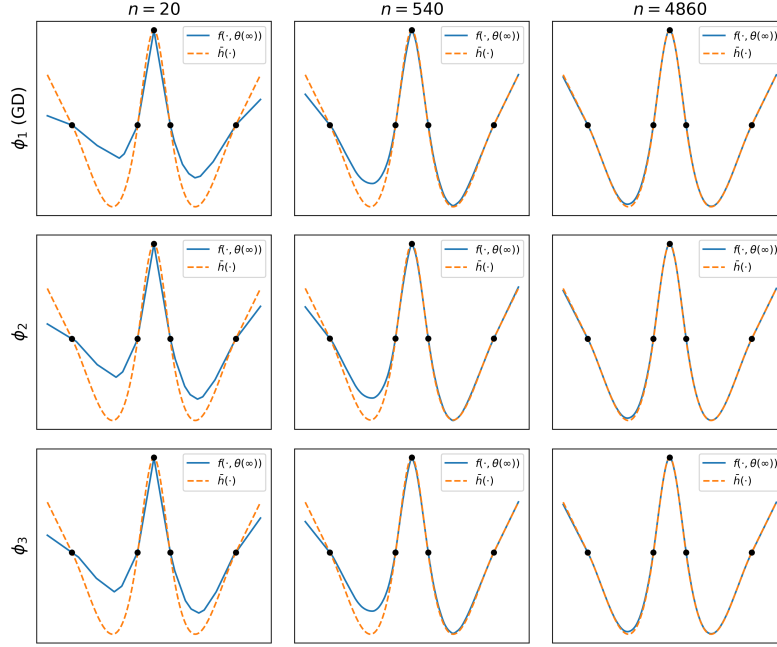 n = 20 n = 540 n = 4860
ϕ₁ (GD)
f(·, θ(∞))
h̄(·)
f(·, θ(∞))
h̄(·)
f(·, θ(∞))
h̄(·)
ϕ₂
f(·, θ(∞))
h̄(·)
f(·, θ(∞))
h̄(·)
f(·, θ(∞))
h̄(·)
ϕ₃
f(·, θ(∞))
h̄(·)
f(·, θ(∞))
h̄(·)
f(·, θ(∞))
h̄(·)